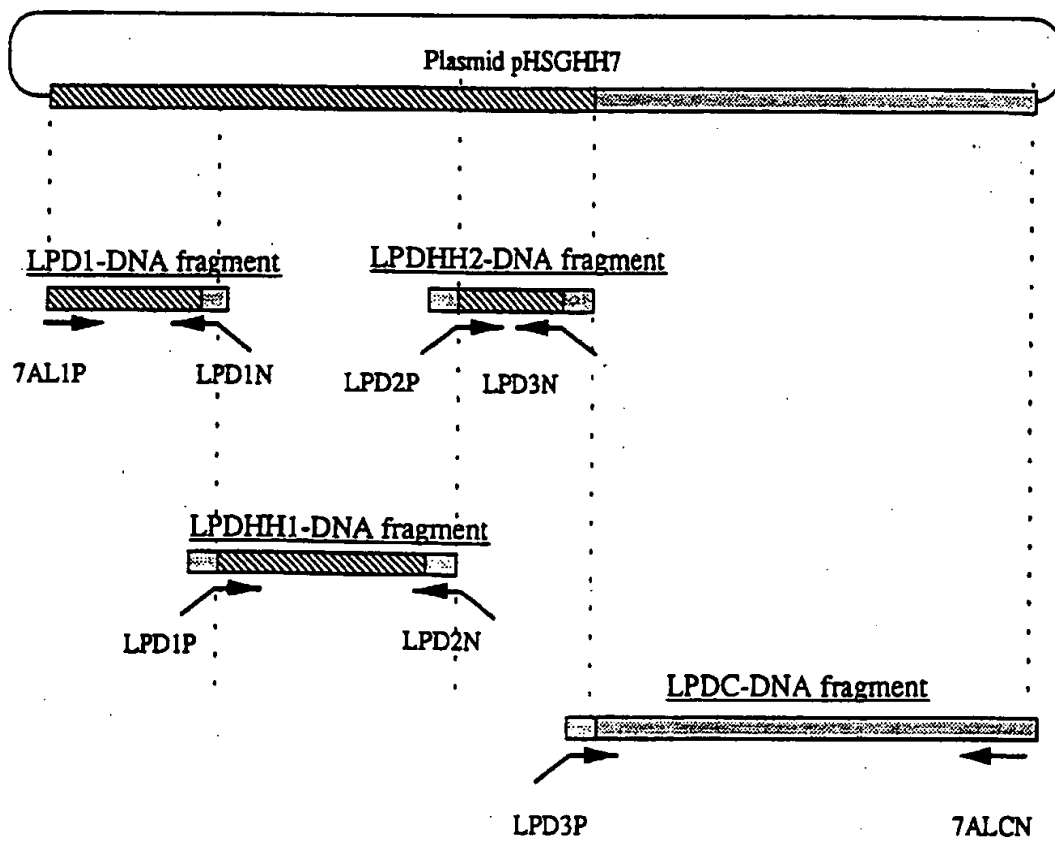 Plasmid pHSGHH7
LPD1-DNA fragment
LPDHH2-DNA fragment
7AL1P
LPD1N
LPD2P
LPD3N
LPDHH1-DNA fragment
LPD1P
LPD2N
LPDC-DNA fragment
LPD3P
7ALCN